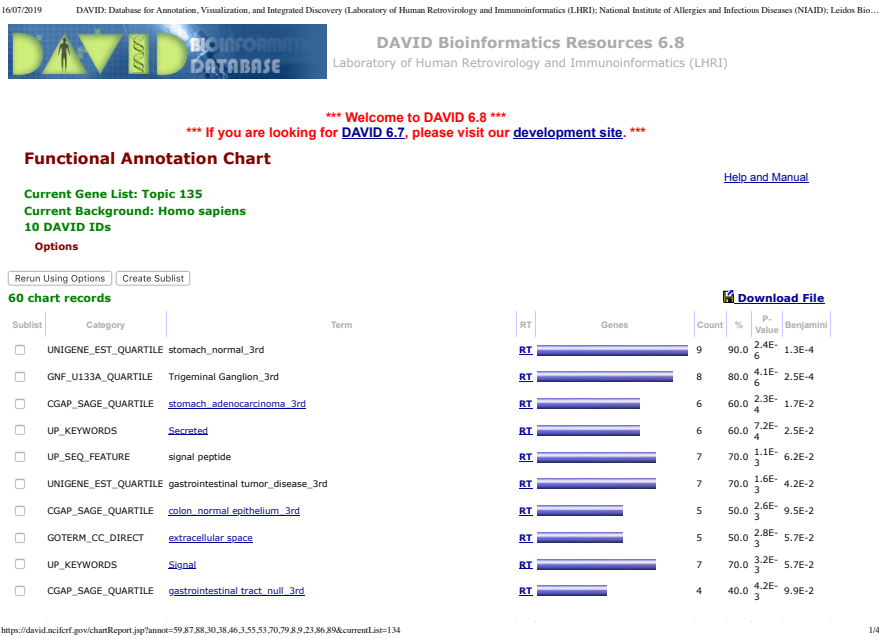 16/07/2019 DAVID: Database for Annotation, Visualization, and Integrated Discovery (Laboratory of Human Retrovirology and Immunoinformatics (LHRI); National Institute of Allergies and Infectious Diseases (NIAID); Leidos Bio…
DAVID BIOINFORMATICS DATABASE
DAVID Bioinformatics Resources 6.8
Laboratory of Human Retrovirology and Immunoinformatics (LHRI)
*** Welcome to DAVID 6.8 ***
*** If you are looking for DAVID 6.7, please visit our development site. ***
Functional Annotation Chart
Help and Manual
Current Gene List: Topic 135
Current Background: Homo sapiens
10 DAVID IDs
Options
Rerun Using Options Create Sublist
60 chart records Download File
Sublist Category Term RT Genes Count % P-Value Benjamini
UNIGENE_EST_QUARTILE stomach_normal_3rd RT 9 90.0 2.4E-6 1.3E-4
GNF_U133A_QUARTILE Trigeminal Ganglion_3rd RT 8 80.0 4.1E-6 2.5E-4
CGAP_SAGE_QUARTILE stomach_adenocarcinoma_3rd RT 6 60.0 2.3E-4 1.7E-2
UP_KEYWORDS Secreted RT 6 60.0 7.2E-4 2.5E-2
UP_SEQ_FEATURE signal peptide RT 7 70.0 1.1E-3 6.2E-2
UNIGENE_EST_QUARTILE gastrointestinal tumor_disease_3rd RT 7 70.0 1.6E-3 4.2E-2
CGAP_SAGE_QUARTILE colon_normal epithelium_3rd RT 5 50.0 2.6E-3 9.5E-2
GOTERM_CC_DIRECT extracellular space RT 5 50.0 2.8E-3 5.7E-2
UP_KEYWORDS Signal RT 7 70.0 3.2E-3 5.7E-2
CGAP_SAGE_QUARTILE gastrointestinal tract_null_3rd RT 4 40.0 4.2E-3 9.9E-2
https://david.ncifcrf.gov/chartReport.jsp?annot=59,87,88,30,38,46,3,55,53,70,79,8,9,23,86,89&currentList=134 1/4